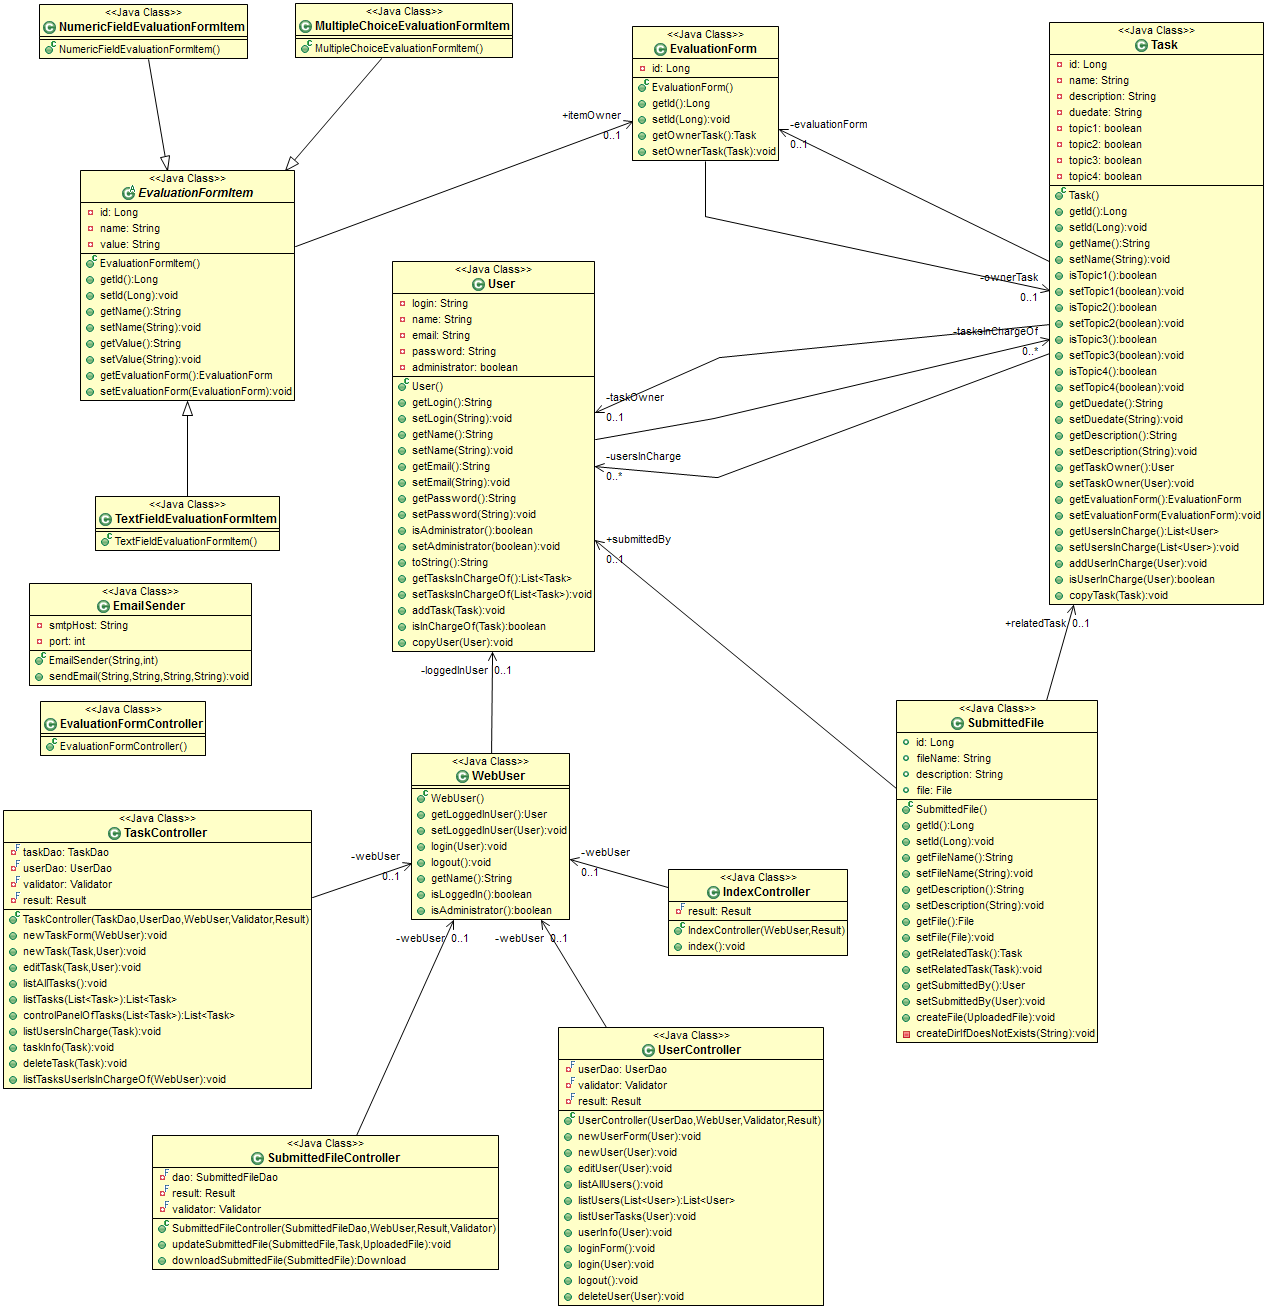 <<Java Class>>
NumericFieldEvaluationFormItem
NumericFieldEvaluationFormItem()
<<Java Class>>
MultipleChoiceEvaluationFormItem
MultipleChoiceEvaluationFormItem()
<<Java Class>>
EvaluationForm
id: Long
EvaluationForm()
getId():Long
setId(Long):void
getOwnerTask():Task
setOwnerTask(Task):void
<<Java Class>>
Task
id: Long
name: String
description: String
duedate: String
topic1: boolean
topic2: boolean
topic3: boolean
topic4: boolean
Task()
getId():Long
setId(Long):void
getName():String
setName(String):void
isTopic1():boolean
setTopic1(boolean):void
isTopic2():boolean
setTopic2(boolean):void
isTopic3():boolean
setTopic3(boolean):void
isTopic4():boolean
setTopic4(boolean):void
getDuedate():String
setDuedate(String):void
getDescription():String
setDescription(String):void
getTaskOwner():User
setTaskOwner(User):void
getEvaluationForm():EvaluationForm
setEvaluationForm(EvaluationForm):void
getUsersInCharge():List<User>
setUsersInCharge(List<User>):void
addUserInCharge(User):void
isUserInCharge(User):boolean
copyTask(Task):void
+itemOwner
0..1
-evaluationForm
0..1
-ownerTask
0..1
-tasksInChargeOf
0..*
-taskOwner
0..1
-usersInCharge
0..*
+submittedBy
0..1
+relatedTask 0..1
<<Java Class>>
EvaluationFormItem
id: Long
name: String
value: String
EvaluationFormItem()
getId():Long
setId(Long):void
getName():String
setName(String):void
getValue():String
setValue(String):void
getEvaluationForm():EvaluationForm
setEvaluationForm(EvaluationForm):void
<<Java Class>>
User
login: String
name: String
email: String
password: String
administrator: boolean
User()
getLogin():String
setLogin(String):void
getName():String
setName(String):void
getEmail():String
setEmail(String):void
getPassword():String
setPassword(String):void
isAdministrator():boolean
setAdministrator(boolean):void
toString():String
getTasksInChargeOf():List<Task>
setTasksInChargeOf(List<Task>):void
addTask(Task):void
isInChargeOf(Task):boolean
copyUser(User):void
<<Java Class>>
TextFieldEvaluationFormItem
TextFieldEvaluationFormItem()
<<Java Class>>
EmailSender
smtpHost: String
port: int
EmailSender(String,int)
sendEmail(String,String,String,String):void
<<Java Class>>
EvaluationFormController
EvaluationFormController()
-loggedInUser 0..1
<<Java Class>>
WebUser
WebUser()
getLoggedInUser():User
setLoggedInUser(User):void
login(User):void
logout():void
getName():String
isLoggedIn():boolean
isAdministrator():boolean
<<Java Class>>
SubmittedFile
id: Long
fileName: String
description: String
file: File
SubmittedFile()
getId():Long
setId(Long):void
getFileName():String
setFileName(String):void
getDescription():String
setDescription(String):void
getFile():File
setFile(File):void
getRelatedTask():Task
setRelatedTask(Task):void
getSubmittedBy():User
setSubmittedBy(User):void
createFile(UploadedFile):void
createDirIfDoesNotExists(String):void
<<Java Class>>
TaskController
taskDao: TaskDao
userDao: UserDao
validator: Validator
result: Result
TaskController(TaskDao,UserDao,WebUser,Validator,Result)
newTaskForm(WebUser):void
newTask(Task,User):void
editTask(Task,User):void
listAllTasks():void
listTasks(List<Task>):List<Task>
controlPanelOfTasks(List<Task>):List<Task>
listUsersInCharge(Task):void
taskInfo(Task):void
deleteTask(Task):void
listTasksUserIsInChargeOf(WebUser):void
-webUser
0..1
-webUser
0..1
-webUser 0..1
-webUser 0..1
<<Java Class>>
IndexController
result: Result
IndexController(WebUser,Result)
index():void
<<Java Class>>
UserController
userDao: UserDao
validator: Validator
result: Result
UserController(UserDao,WebUser,Validator,Result)
newUserForm(User):void
newUser(User):void
editUser(User):void
listAllUsers():void
listUsers(List<User>):List<User>
listUserTasks(User):void
userInfo(User):void
loginForm():void
login(User):void
logout():void
deleteUser(User):void
<<Java Class>>
SubmittedFileController
dao: SubmittedFileDao
result: Result
validator: Validator
SubmittedFileController(SubmittedFileDao,WebUser,Result,Validator)
updateSubmittedFile(SubmittedFile,Task,UploadedFile):void
downloadSubmittedFile(SubmittedFile):Download